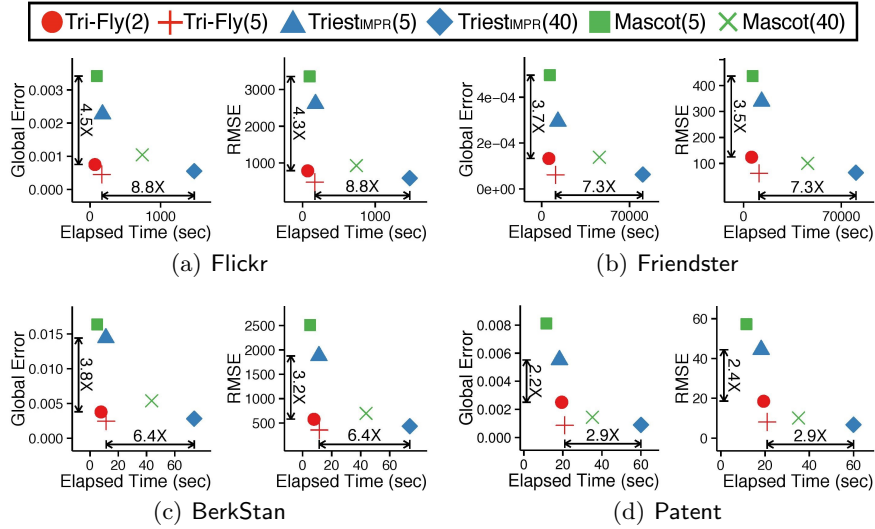 Tri-Fly(2) Tri-Fly(5) TriestIMPR(5) TriestIMPR(40) Mascot(5) Mascot(40)
Global Error
0.003
0.002
0.001
0.000
4.5X
8.8X
0 1000
Elapsed Time (sec)
RMSE
3000
2000
1000
4.3X
8.8X
0 1000
Elapsed Time (sec)
(a) Flickr
Global Error
4e−04
2e−04
0e+00
3.7X
7.3X
0 70000
Elapsed Time (sec)
RMSE
400
300
200
100
3.5X
7.3X
0 70000
Elapsed Time (sec)
(b) Friendster
Global Error
0.015
0.010
0.005
0.000
3.8X
6.4X
0 20 40 60
Elapsed Time (sec)
RMSE
2500
2000
1500
1000
500
3.2X
6.4X
0 20 40 60
Elapsed Time (sec)
(c) BerkStan
Global Error
0.008
0.006
0.004
0.002
0.000
2.2X
2.9X
0 20 40 60
Elapsed Time (sec)
RMSE
60
40
20
0
2.4X
2.9X
0 20 40 60
Elapsed Time (sec)
(d) Patent